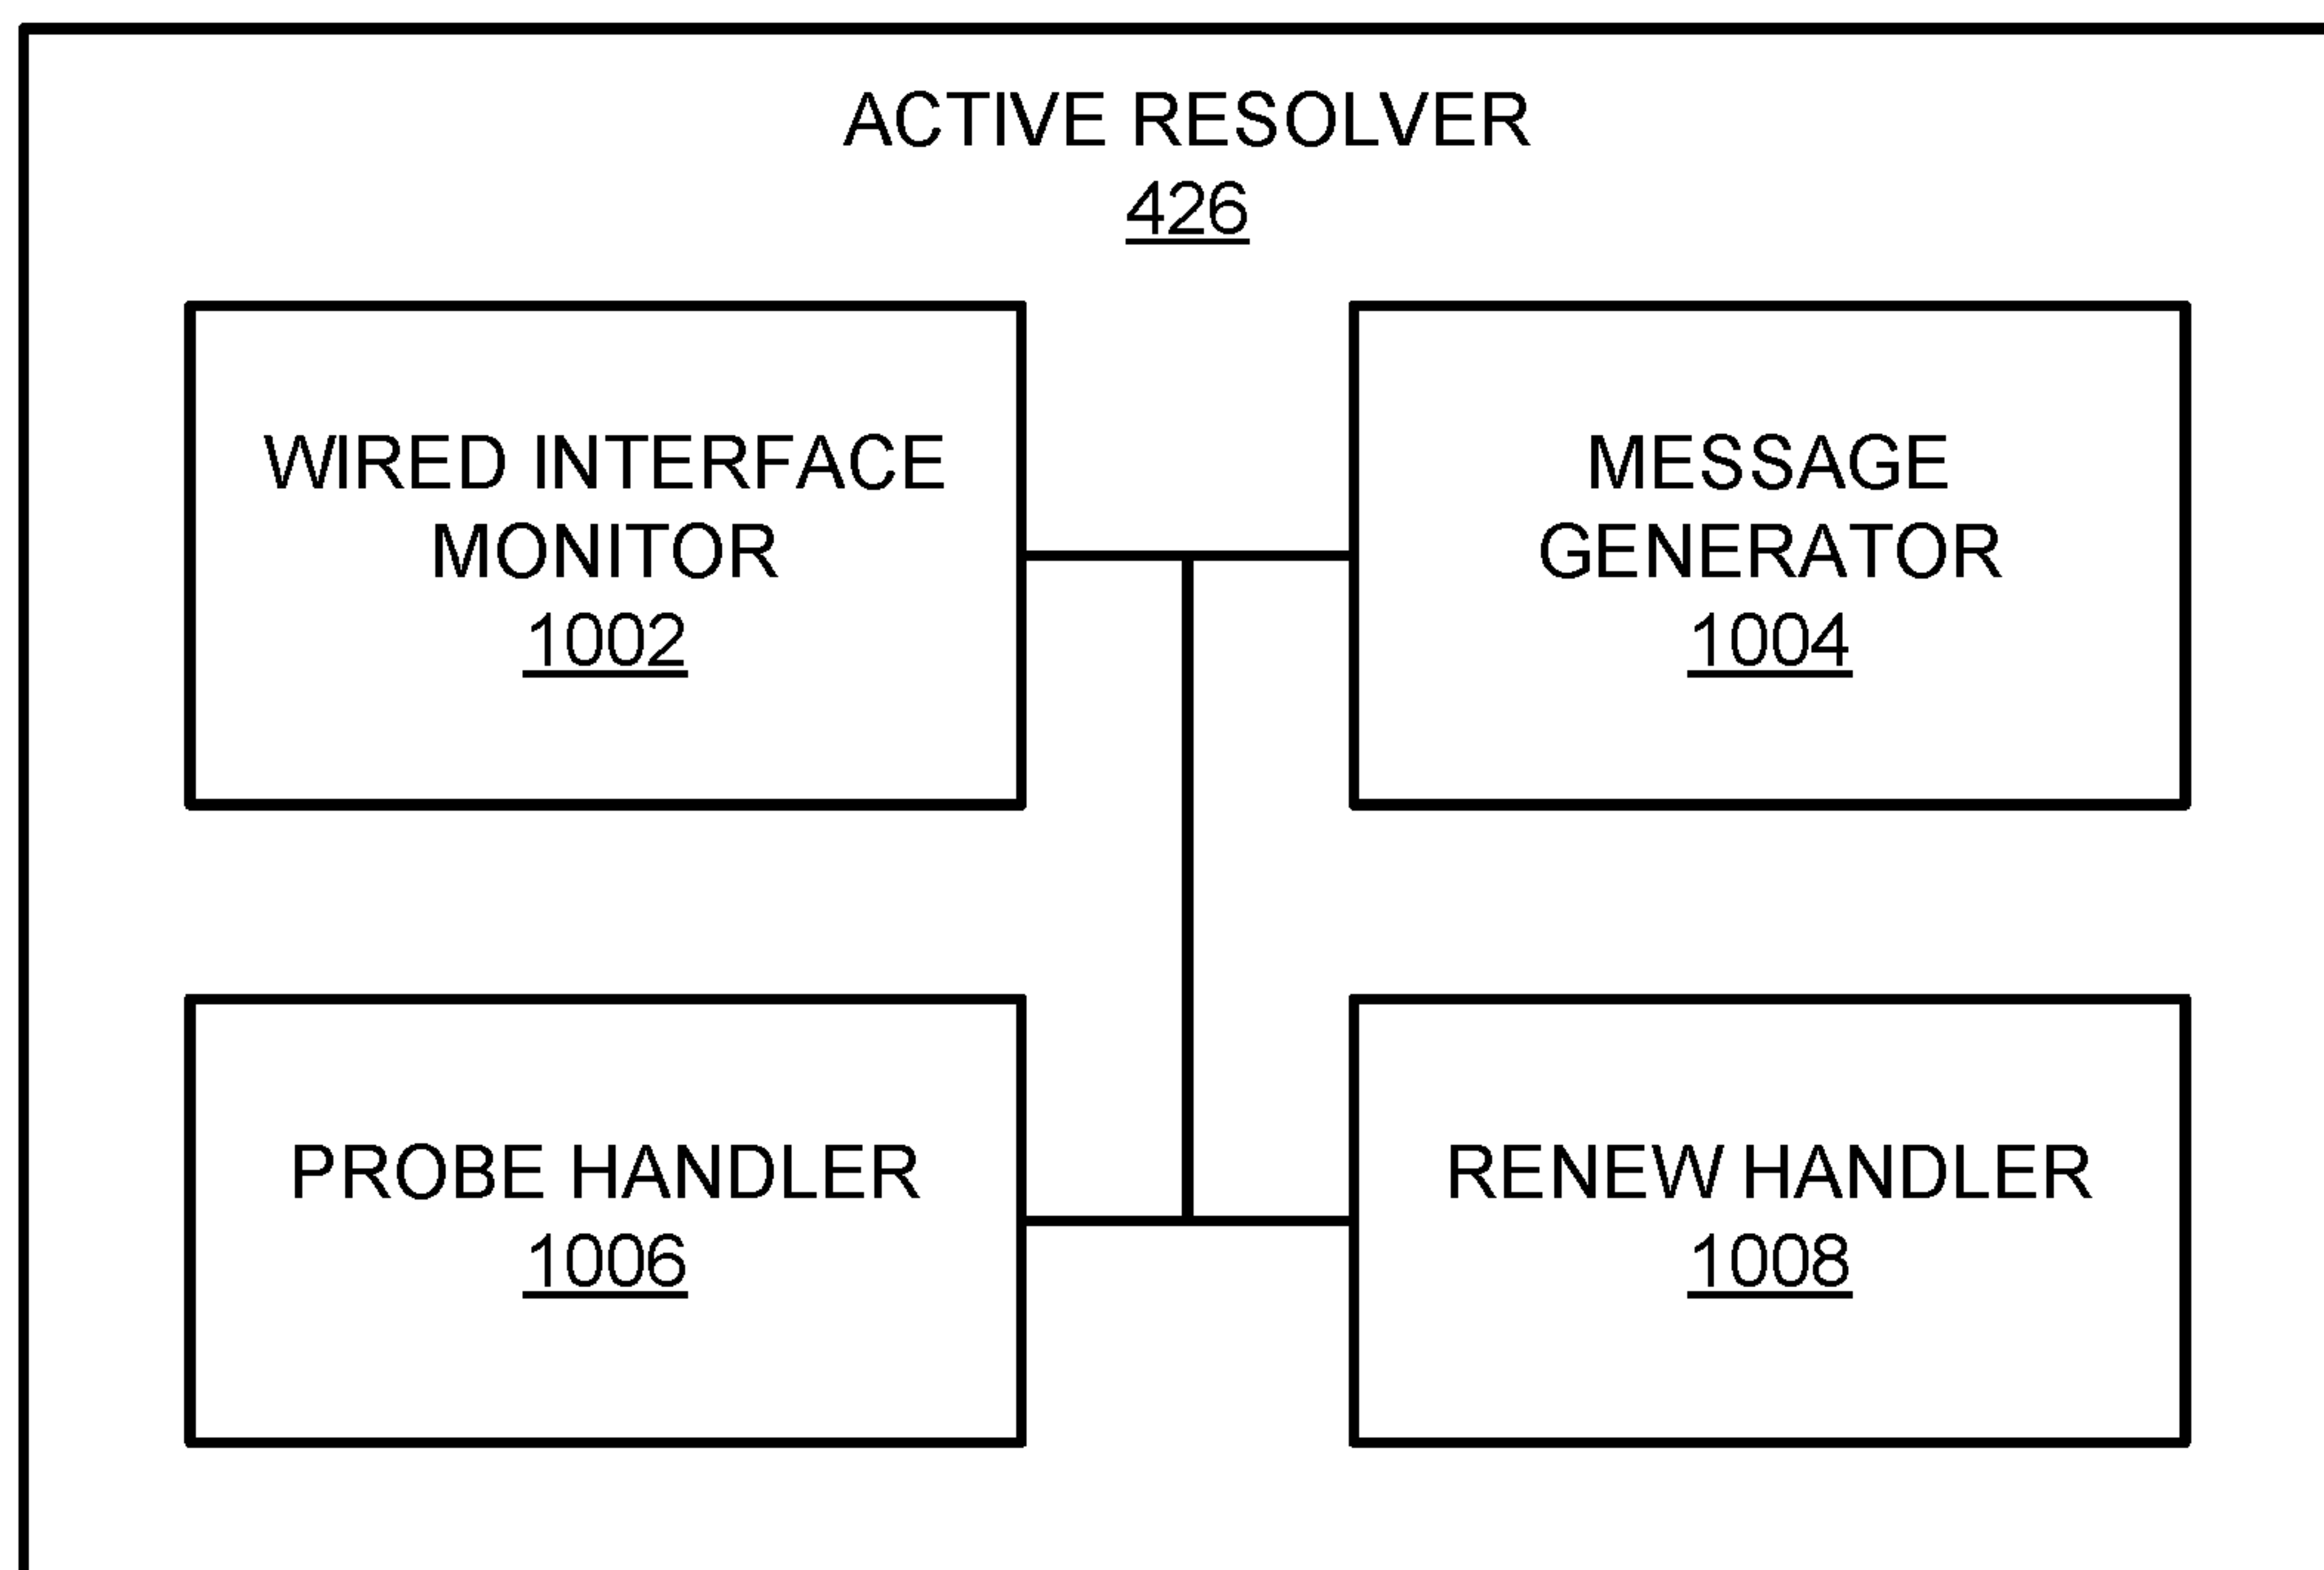 ACTIVE RESOLVER
426
WIRED INTERFACE
MONITOR
1002
MESSAGE
GENERATOR
1004
PROBE HANDLER
1006
RENEW HANDLER
1008